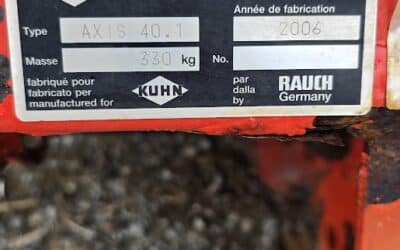 Année de fabrication
Type AXIS 40.1 2006
Masse 330 kg No.
fabriqué pour
fabricato per
manufactured for
KUHN
par
dalla
by
RAUCH
Germany